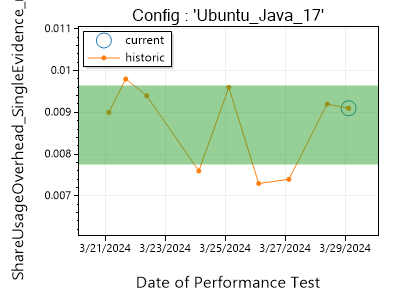 Config : 'Ubuntu_Java_17'
current
historic
0.011
0.01
0.009
0.008
0.007
ShareUsageOverhead_SingleEvidence_
3/21/2024
3/23/2024
3/25/2024
3/27/2024
3/29/2024
Date of Performance Test